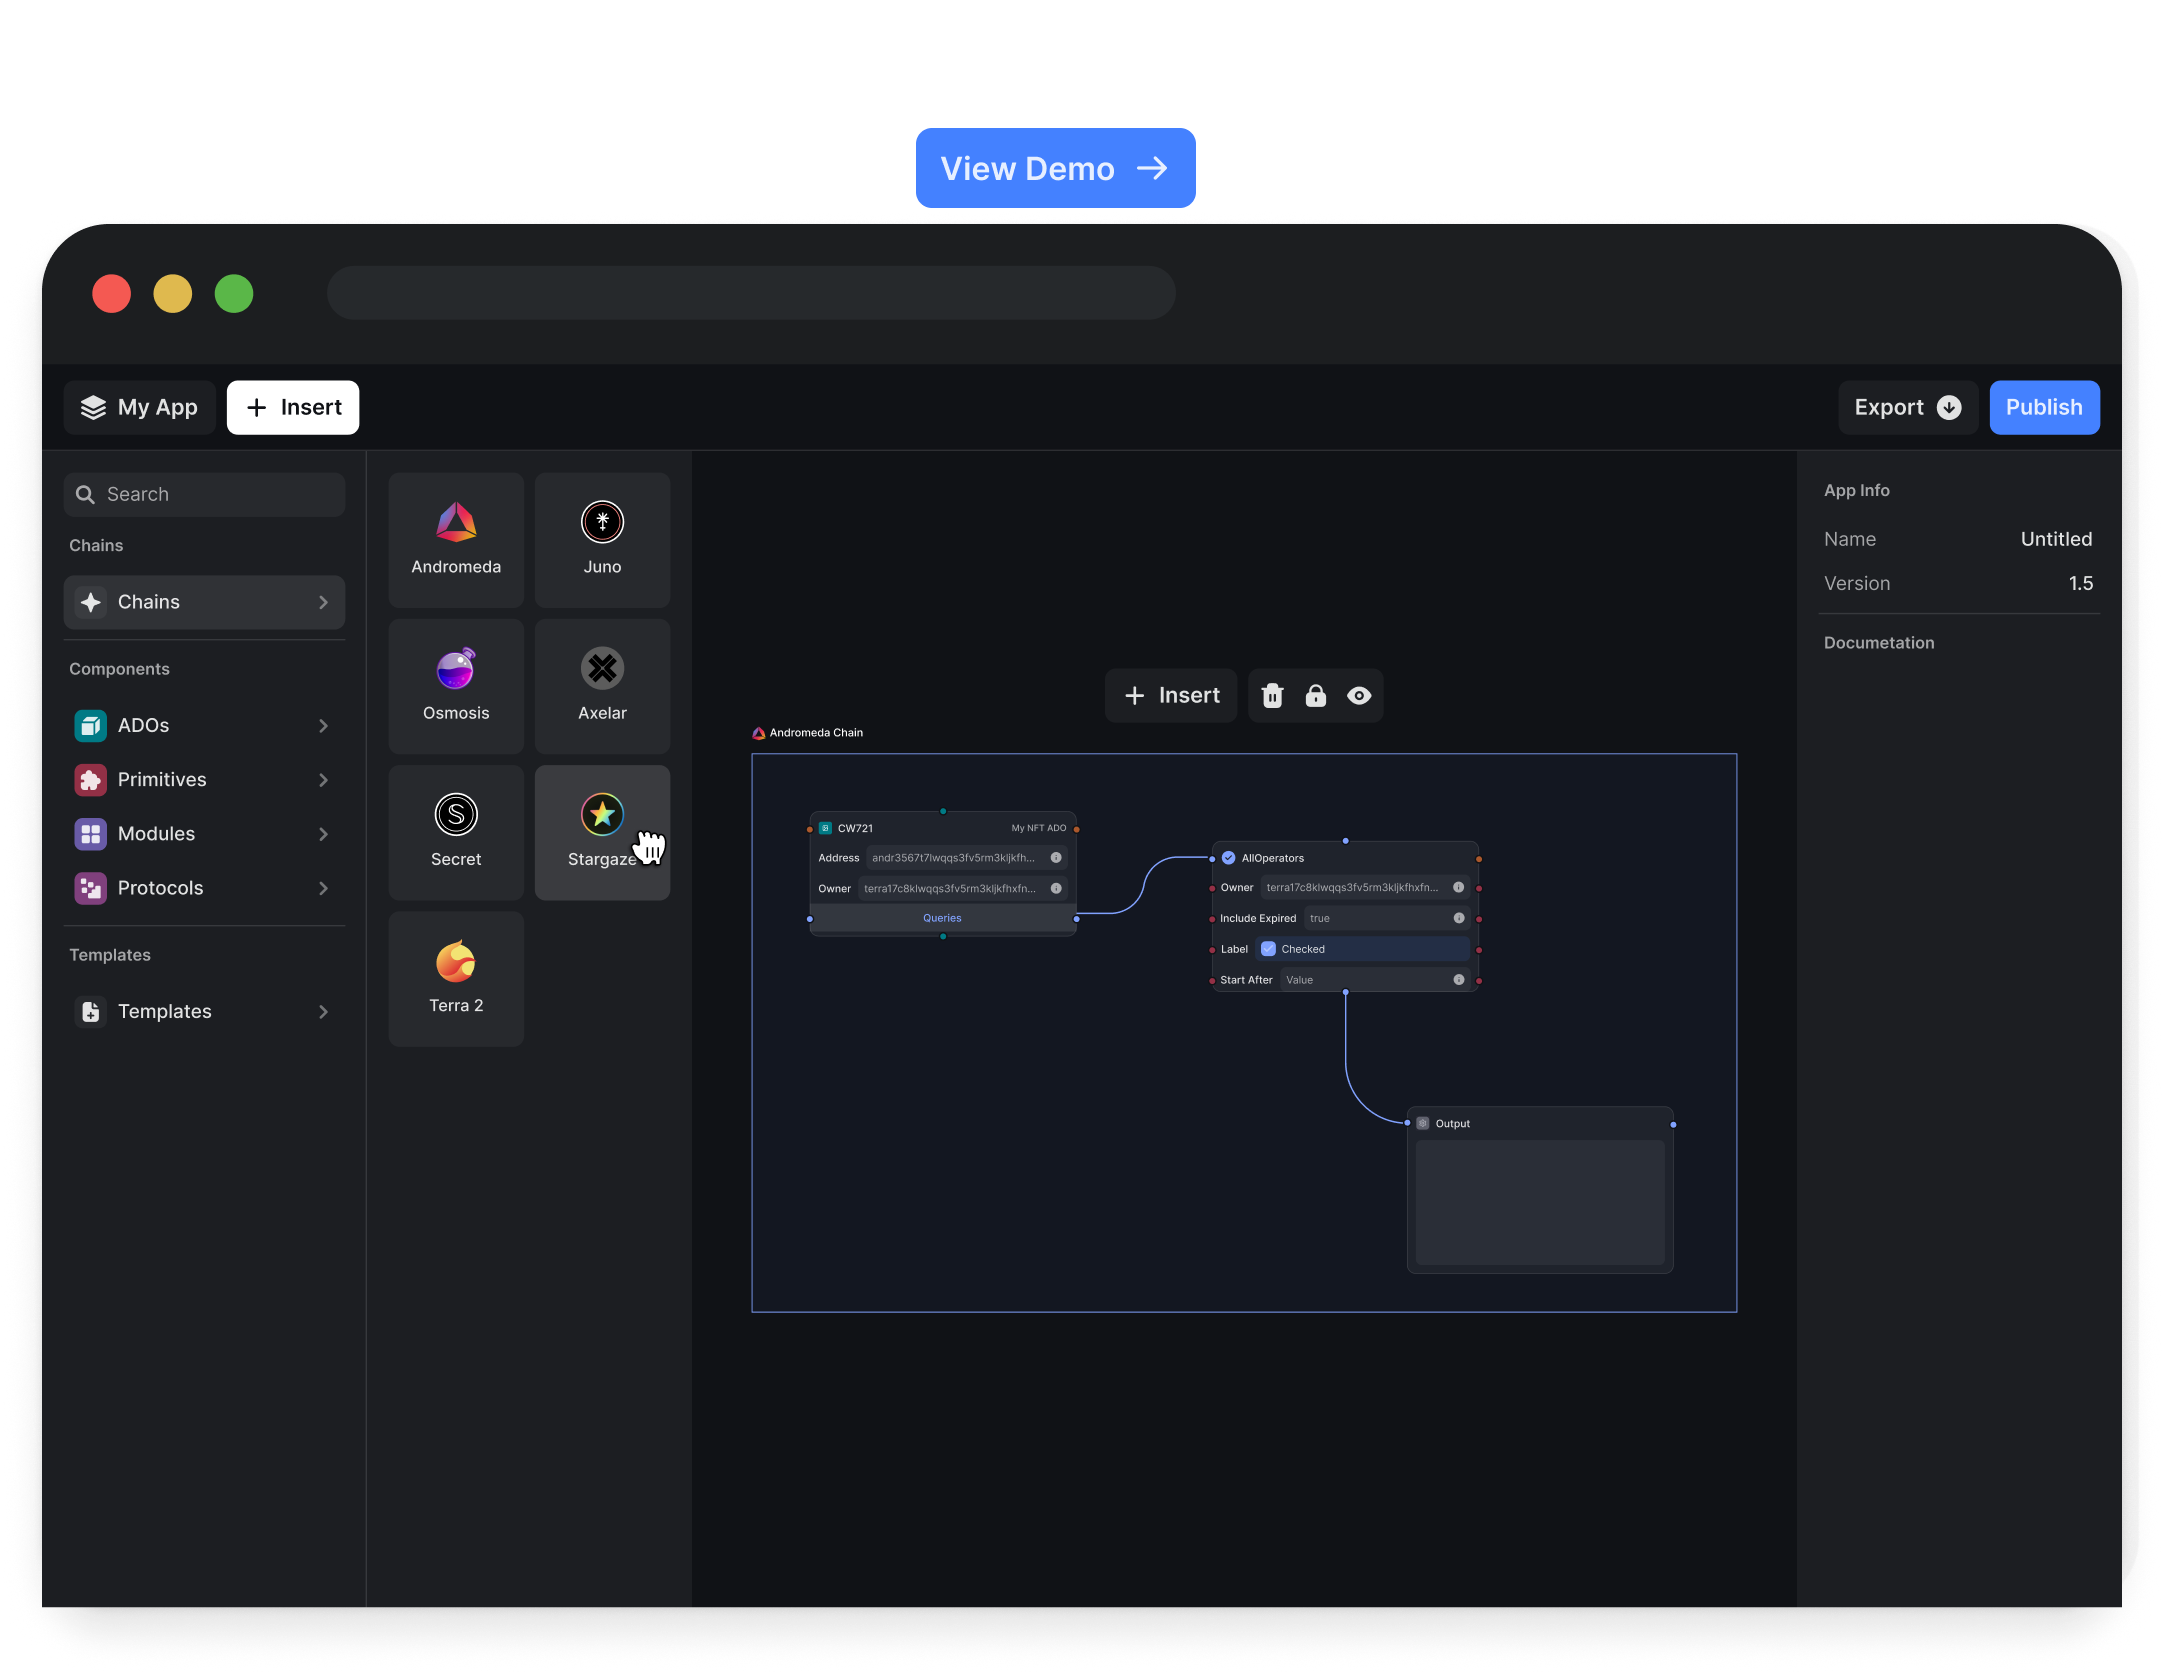 View Demo
My App
Insert
Export
Publish
Search
Chains
Chains
Components
ADOs
Primitives
Modules
Protocols
Templates
Templates
Andromeda
Juno
Osmosis
Axelar
Secret
Stargaze
Terra 2
Insert
Andromeda Chain
CW721
My NFT ADO
Address
andr3567t7lwqqs3fv5rm3kljkfh...
Owner
terra17c8klwqqs3fv5rm3kljkfhxfn...
Queries
AllOperators
Owner
terra17c8klwqqs3fv5rm3kljkfhxfn...
Include Expired
true
Label
Checked
Start After
Value
Output
App Info
Name
Untitled
Version
1.5
Documetation